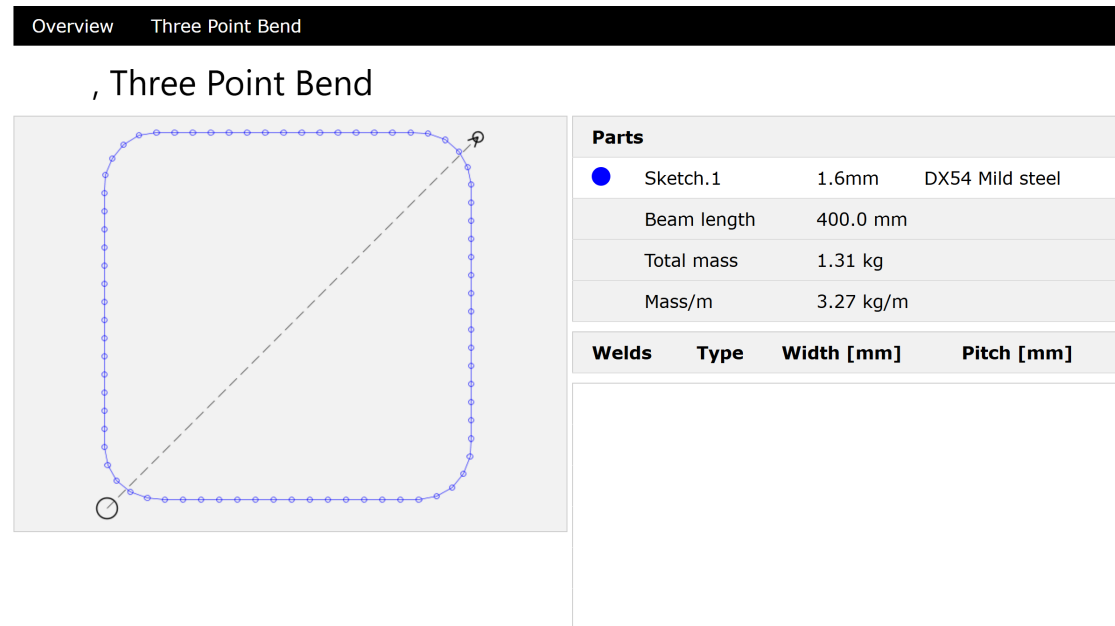 Overview Three Point Bend
, Three Point Bend
Parts
Sketch.1 1.6mm DX54 Mild steel
Beam length 400.0 mm
Total mass 1.31 kg
Mass/m 3.27 kg/m
Welds Type Width [mm] Pitch [mm]